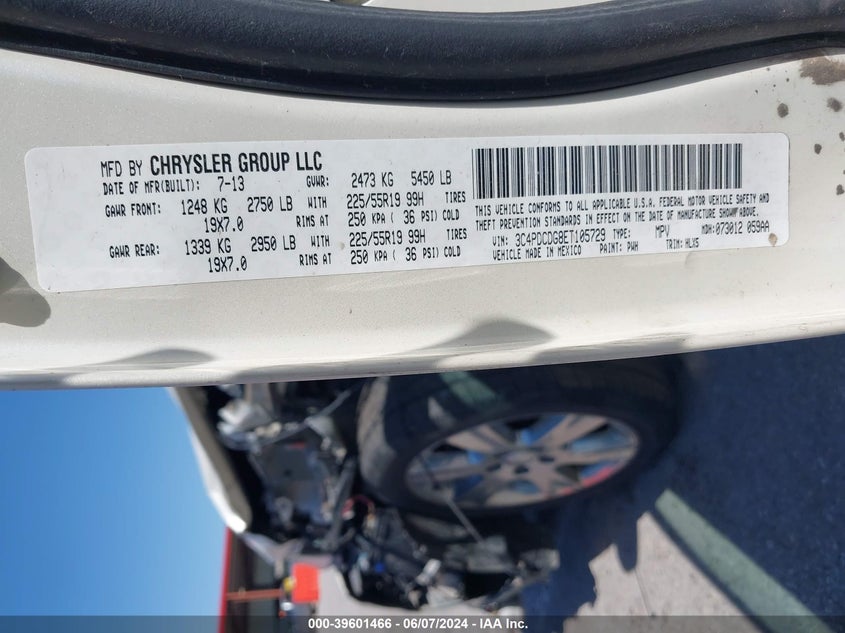 MFD BY CHRYSLER GROUP LLC
DATE OF MFR(BUILT): 7-13 GVWR: 2473 KG 5450 LB
GAWR FRONT: 1248 KG 2750 LB WITH 225/55R19 99H TIRES
19X7.0 RIMS AT 250 KPA ( 36 PSI) COLD
GAWR REAR: 1339 KG 2950 LB WITH 225/55R19 99H TIRES
19X7.0 RIMS AT 250 KPA ( 36 PSI) COLD
THIS VEHICLE CONFORMS TO ALL APPLICABLE U.S.A. FEDERAL MOTOR VEHICLE SAFETY AND
THEFT PREVENTION STANDARDS IN EFFECT ON THE DATE OF MANUFACTURE SHOWN ABOVE.
VIN: 3C4PDCDG8ET105729 TYPE: MPV MDH: 073012 059AA
VEHICLE MADE IN MEXICO PAINT: PWH TRIM: HLX5
000-39601466 - 06/07/2024 - IAA Inc.